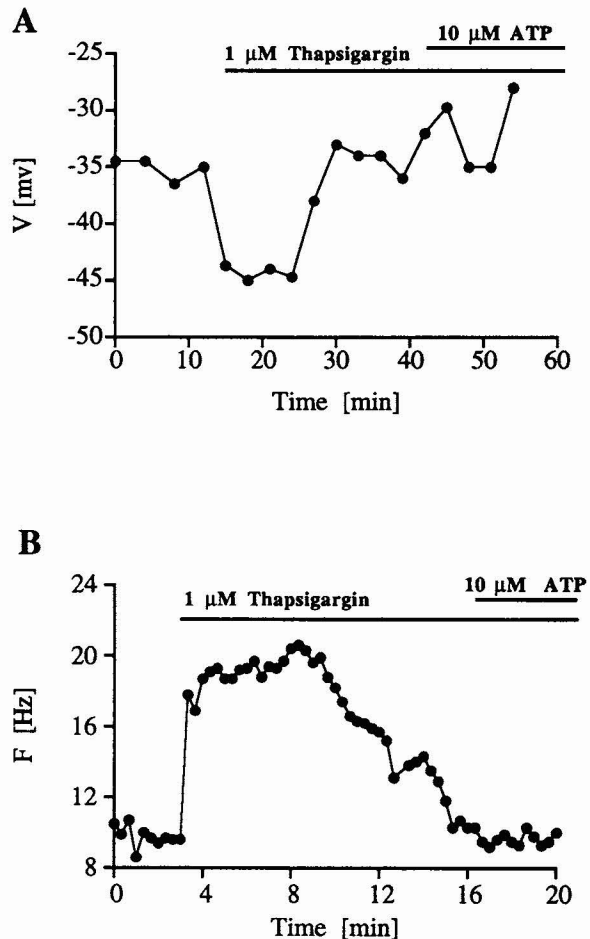 A
10 μM ATP
1 μM Thapsigargin
-25
-30
-35
-45
-50
V [mv]
0 10 20 30 40 50 60
Time [min]
B
10 μM ATP
1 μM Thapsigargin
24
20
16
12
8
F [Hz]
0 4 8 12 16 20
Time [min]